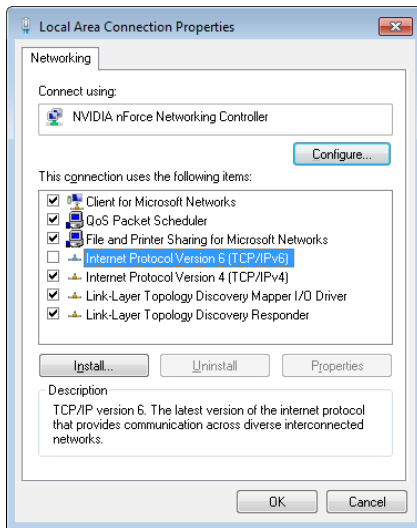 Local Area Connection Properties
Networking
Connect using:
NVIDIA nForce Networking Controller
Configure...
This connection uses the following items:
Client for Microsoft Networks
QoS Packet Scheduler
File and Printer Sharing for Microsoft Networks
Internet Protocol Version 6 (TCP/IPv6)
Internet Protocol Version 4 (TCP/IPv4)
Link-Layer Topology Discovery Mapper I/O Driver
Link-Layer Topology Discovery Responder
Install... Uninstall Properties
Description
TCP/IP version 6. The latest version of the internet protocol
that provides communication across diverse interconnected
networks.
OK Cancel